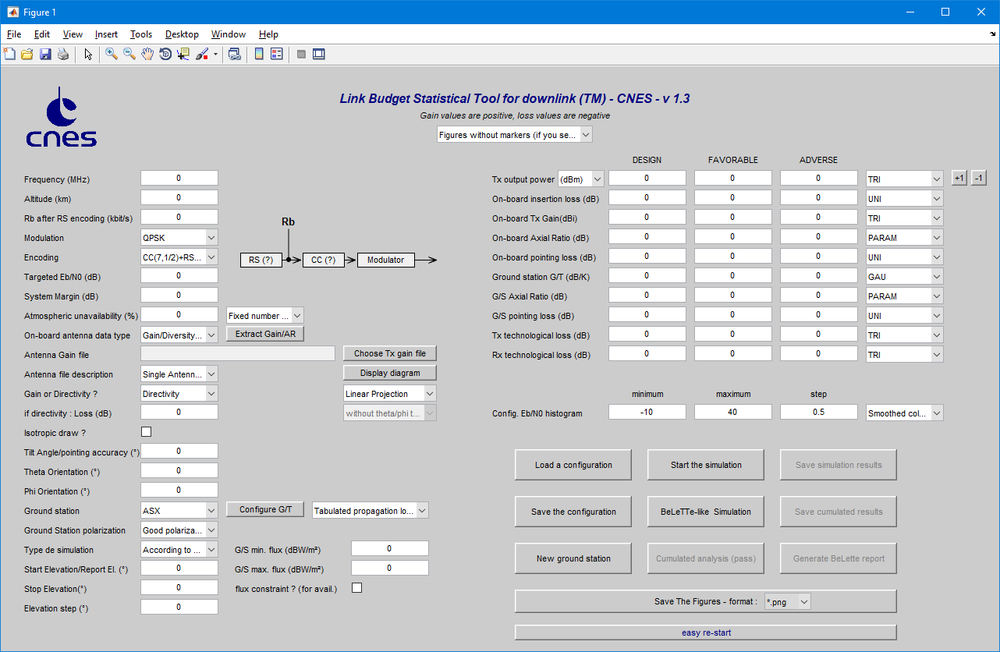 Figure 1
File Edit View Insert Tools Desktop Window Help
cnes
Link Budget Statistical Tool for downlink (TM) - CNES - v 1.3
Gain values are positive, loss values are negative
Figures without markers (if you se...
Frequency (MHz) 0
Altitude (km) 0
Rb after RS encoding (kbit/s) 0
Modulation QPSK
Encoding CC(7,1/2)+RS...
Targeted Eb/N0 (dB) 0
System Margin (dB) 0
Atmospheric unavailability (%) 0 Fixed number ...
On-board antenna data type Gain/Diversity... Extract Gain/AR
Antenna Gain file Choose Tx gain file
Display diagram
Antenna file description Single Antenn...
Gain or Directivity ? Directivity Linear Projection
if directivity : Loss (dB) 0 without theta/phi t...
Isotropic draw ?
Tilt Angle/pointing accuracy (°) 0
Theta Orientation (°) 0
Phi Orientation (°) 0
Ground station ASX Configure G/T Tabulated propagation lo...
Ground Station polarization Good polariza...
Type de simulation According to ... G/S min. flux (dBW/m²) 0
Start Elevation/Report El. (°) 0 G/S max. flux (dBW/m²) 0
Stop Elevation(°) 0 flux constraint ? (for avail.)
Elevation step (°) 0
Rb
RS (?) CC (?) Modulator
DESIGN FAVORABLE ADVERSE
Tx output power (dBm) 0 0 0 TRI +1 -1
On-board insertion loss (dB) 0 0 0 UNI
On-board Tx Gain(dBi) 0 0 0 TRI
On-board Axial Ratio (dB) 0 0 0 PARAM
On-board pointing loss (dB) 0 0 0 UNI
Ground station G/T (dB/K) 0 0 0 GAU
G/S Axial Ratio (dB) 0 0 0 PARAM
G/S pointing loss (dB) 0 0 0 UNI
Tx technological loss (dB) 0 0 0 TRI
Rx technological loss (dB) 0 0 0 TRI
minimum maximum step
Config. Eb/N0 histogram -10 40 0.5 Smoothed col...
Load a configuration Start the simulation Save simulation results
Save the configuration BeLeTTe-like Simulation Save cumulated results
New ground station Cumulated analysis (pass) Generate BeLette report
Save The Figures - format : *.png
easy re-start